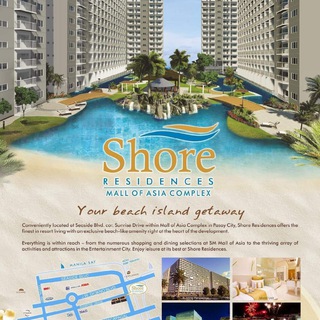 Shore
RESIDENCES
MALL OF ASIA COMPLEX
Your beach island getaway
Conveniently located at Seaside Blvd. cor. Sunrise Drive within Mall of Asia Complex in Pasay City, Shore Residences offers the
finest in resort living with an exclusive beach-like amenity right at the heart of the development.
Everything is within reach - from the numerous shopping and dining selections at SM Mall of Asia to the thriving array of
activities and attractions in the Entertainment City. Enjoy leisure at its best at Shore Residences.
MANILA BAY